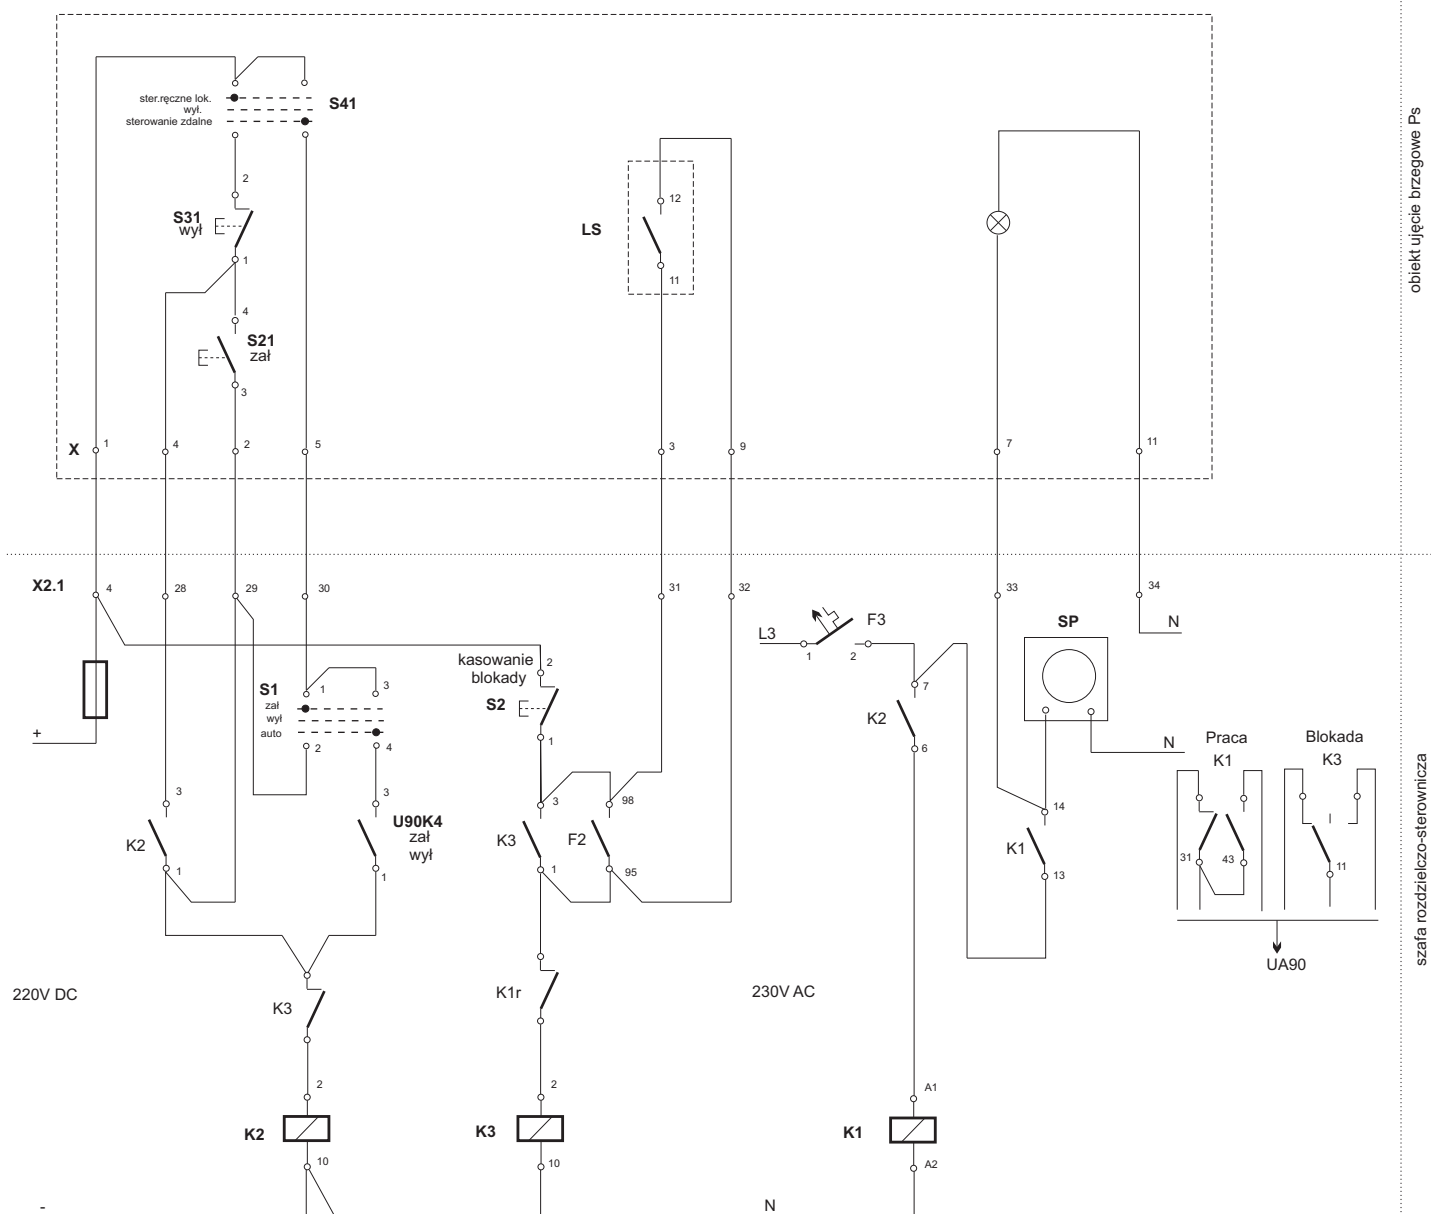 ster.ręczne lok.
wył.
sterowanie zdalne
S41
2
S31
wył
1
4
S21
zał
3
LS
12
11
X
1
4
2
5
3
9
7
11
obiekt ujęcie brzegowe Ps
X2.1
4
28
29
30
31
32
33
34
N
L3
F3
1
2
SP
kasowanie
blokady
2
S2
1
S1
zał
wył
auto
1
3
2
4
+
7
K2
6
N
Praca
K1
Blokada
K3
3
K2
1
3
U90K4
zał
wył
1
3
K3
1
98
F2
95
14
K1
13
31
43
11
UA90
szafa rozdzielczo-sterownicza
220V DC
K3
K1r
230V AC
2
K2
10
2
K3
10
A1
K1
A2
-
N